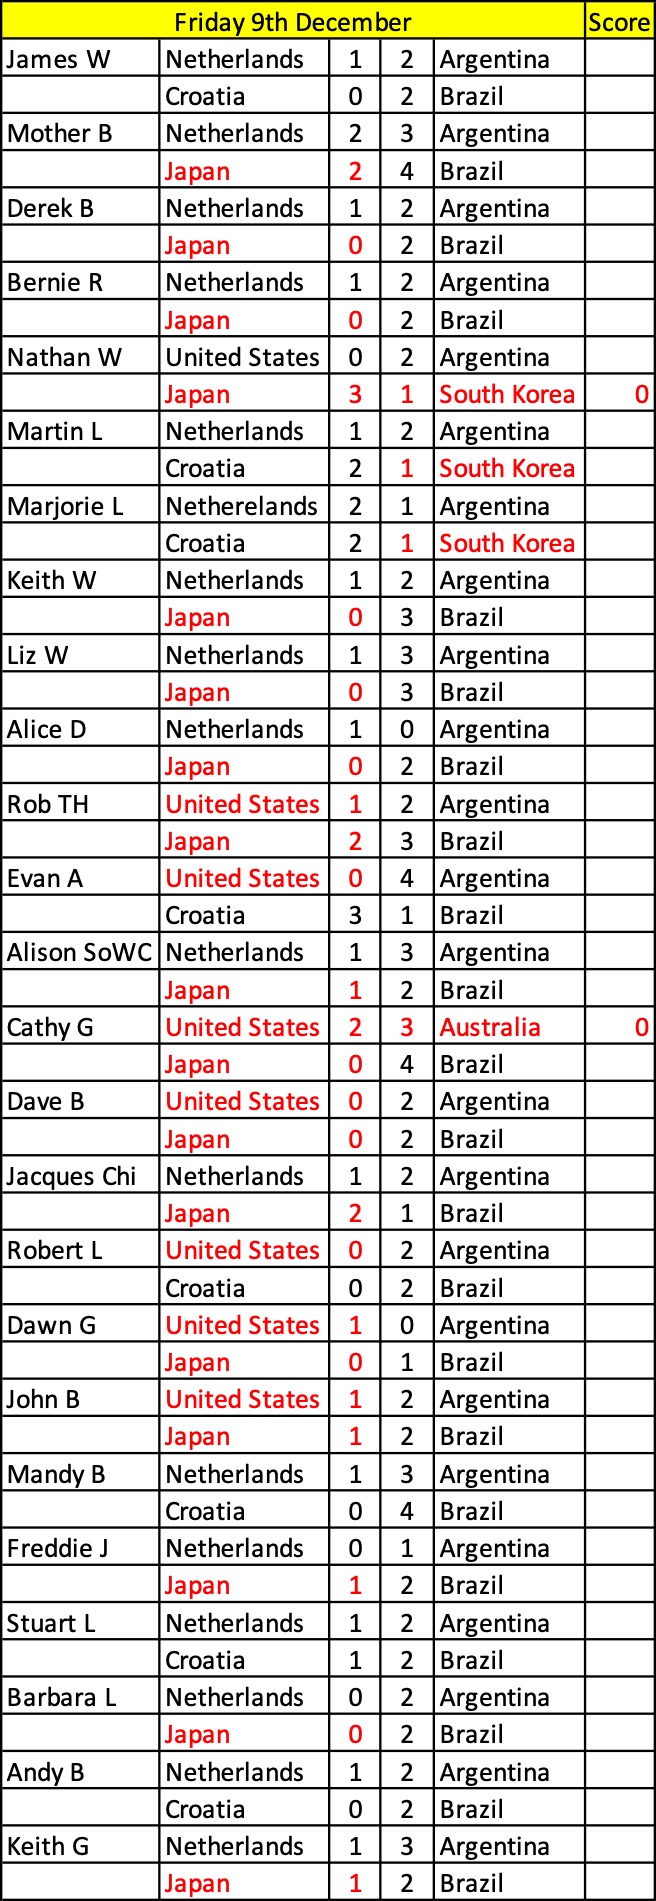 Friday 9th December Score
James W Netherlands 1 2 Argentina
Croatia 0 2 Brazil
Mother B Netherlands 2 3 Argentina
Japan 2 4 Brazil
Derek B Netherlands 1 2 Argentina
Japan 0 2 Brazil
Bernie R Netherlands 1 2 Argentina
Japan 0 2 Brazil
Nathan W United States 0 2 Argentina
Japan 3 1 South Korea 0
Martin L Netherlands 1 2 Argentina
Croatia 2 1 South Korea
Marjorie L Netherelands 2 1 Argentina
Croatia 2 1 South Korea
Keith W Netherlands 1 2 Argentina
Japan 0 3 Brazil
Liz W Netherlands 1 3 Argentina
Japan 0 3 Brazil
Alice D Netherlands 1 0 Argentina
Japan 0 2 Brazil
Rob TH United States 1 2 Argentina
Japan 2 3 Brazil
Evan A United States 0 4 Argentina
Croatia 3 1 Brazil
Alison SoWC Netherlands 1 3 Argentina
Japan 1 2 Brazil
Cathy G United States 2 3 Australia 0
Japan 0 4 Brazil
Dave B United States 0 2 Argentina
Japan 0 2 Brazil
Jacques Chi Netherlands 1 2 Argentina
Japan 2 1 Brazil
Robert L United States 0 2 Argentina
Croatia 0 2 Brazil
Dawn G United States 1 0 Argentina
Japan 0 1 Brazil
John B United States 1 2 Argentina
Japan 1 2 Brazil
Mandy B Netherlands 1 3 Argentina
Croatia 0 4 Brazil
Freddie J Netherlands 0 1 Argentina
Japan 1 2 Brazil
Stuart L Netherlands 1 2 Argentina
Croatia 1 2 Brazil
Barbara L Netherlands 0 2 Argentina
Japan 0 2 Brazil
Andy B Netherlands 1 2 Argentina
Croatia 0 2 Brazil
Keith G Netherlands 1 3 Argentina
Japan 1 2 Brazil